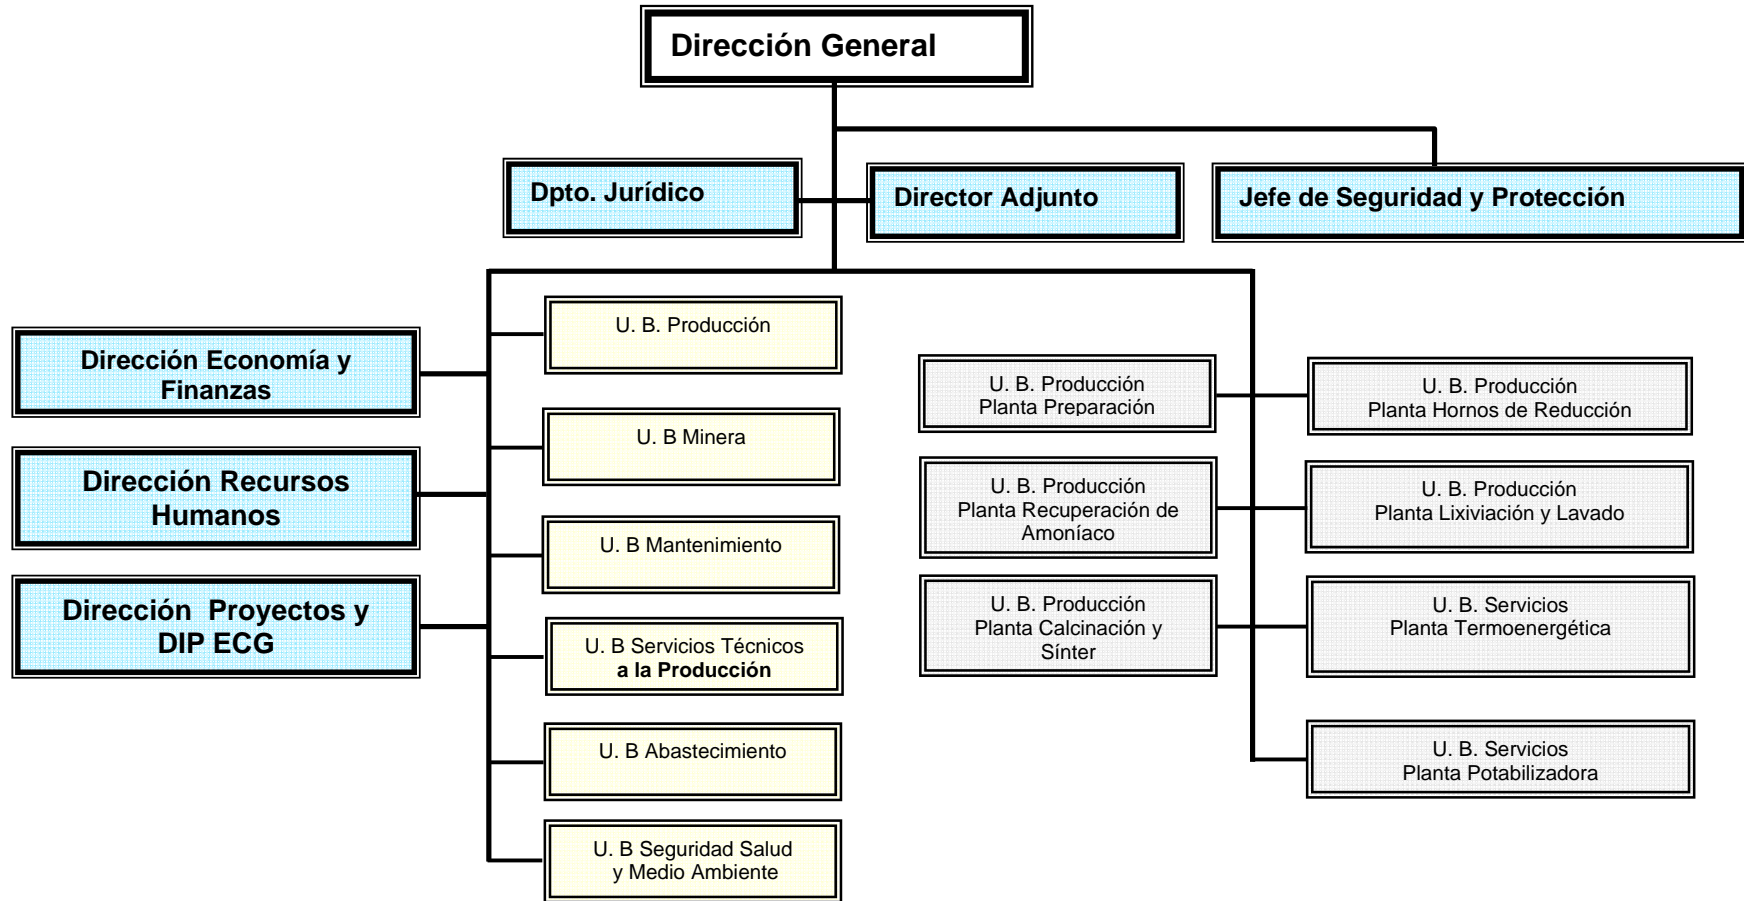 Dirección General
Dpto. Jurídico
Director Adjunto
Jefe de Seguridad y Protección
Dirección Economía y
Finanzas
Dirección Recursos
Humanos
Dirección  Proyectos y
DIP ECG
U. B. Producción
U. B Minera
U. B Mantenimiento
U. B Servicios Técnicos
a la Producción
U. B Abastecimiento
U. B Seguridad Salud
y Medio Ambiente
U. B. Producción
Planta Preparación
U. B. Producción
Planta Recuperación de
Amoníaco
U. B. Producción
Planta Calcinación y
Sínter
U. B. Producción
Planta Hornos de Reducción
U. B. Producción
Planta Lixiviación y Lavado
U. B. Servicios
Planta Termoenergética
U. B. Servicios
Planta Potabilizadora